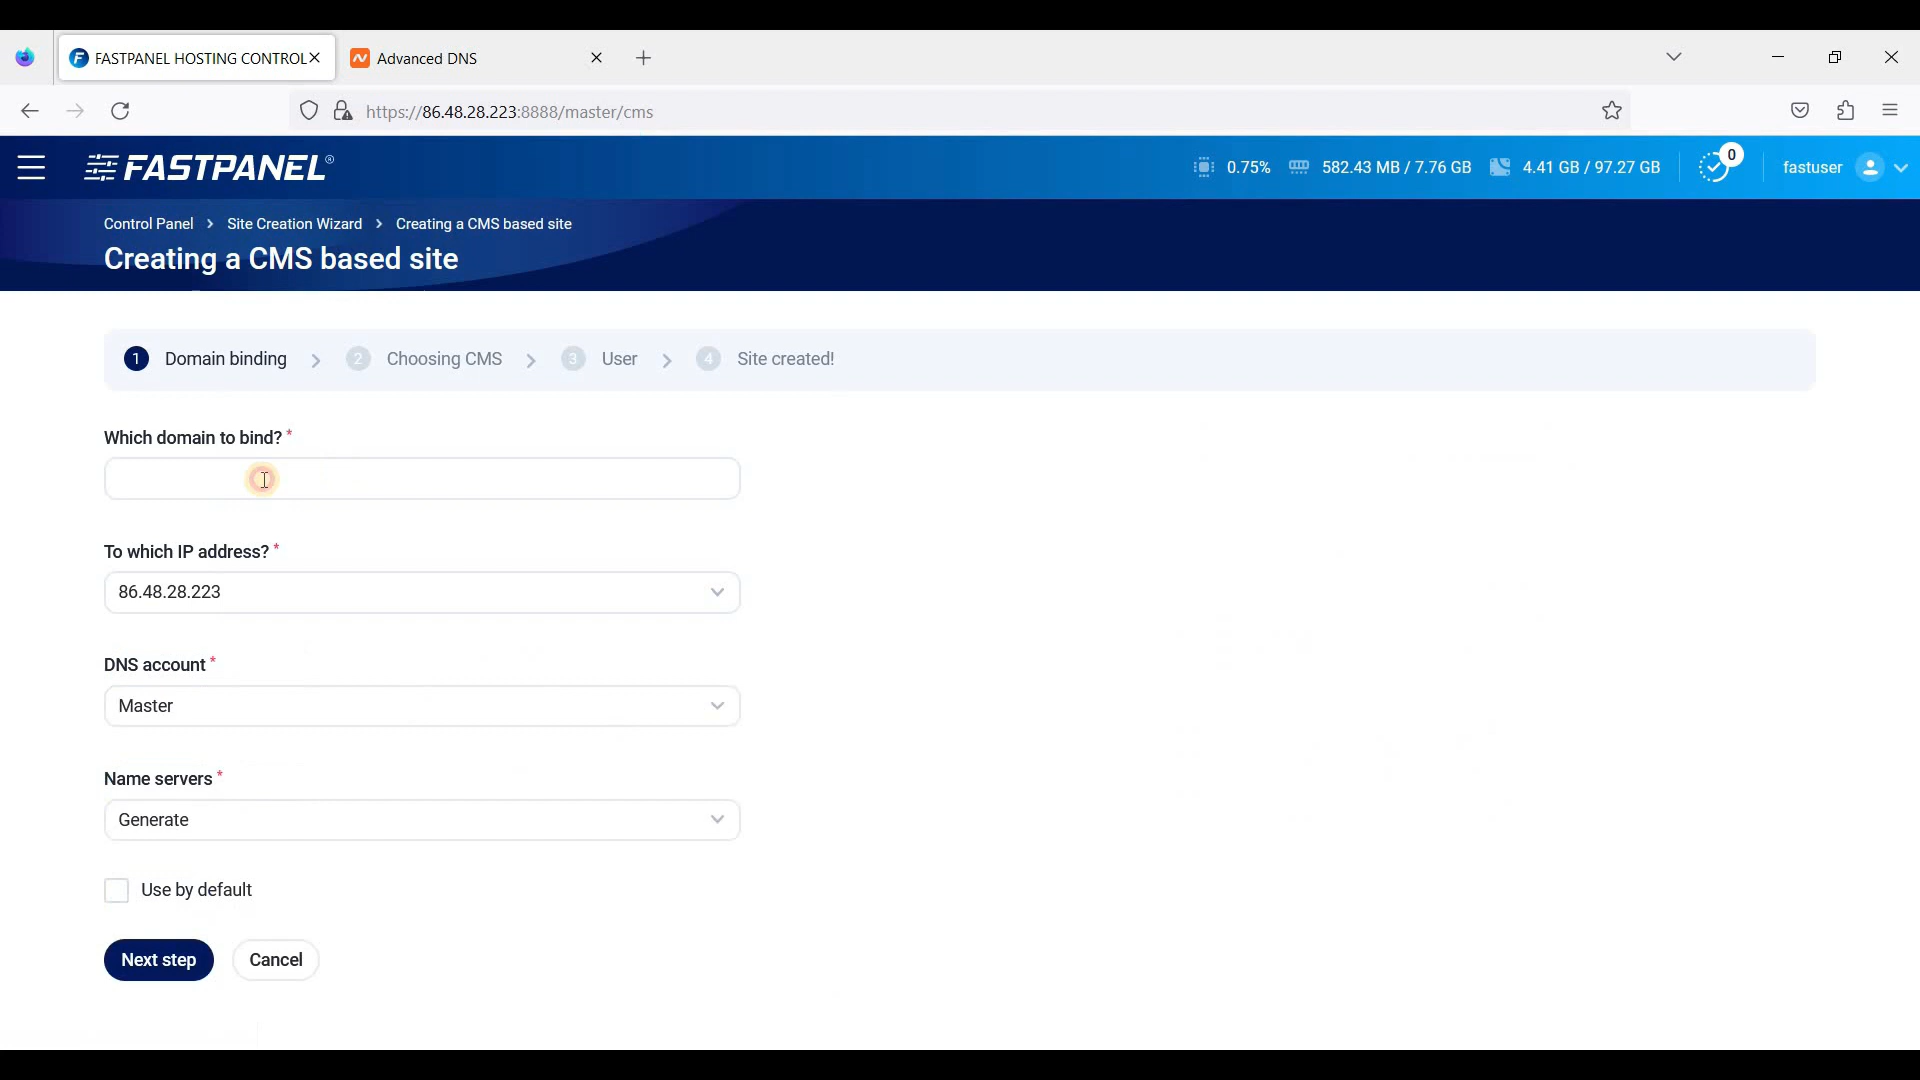 FASTPANEL HOSTING CONTROL
Advanced DNS
https://86.48.28.223:8888/master/cms
FASTPANEL®
0.75%
582.43 MB / 7.76 GB
4.41 GB / 97.27 GB
0
fastuser
Control Panel > Site Creation Wizard > Creating a CMS based site
Creating a CMS based site
1 Domain binding
2 Choosing CMS
3 User
4 Site created!
Which domain to bind? *
To which IP address? *
86.48.28.223
DNS account *
Master
Name servers *
Generate
Use by default
Next step
Cancel